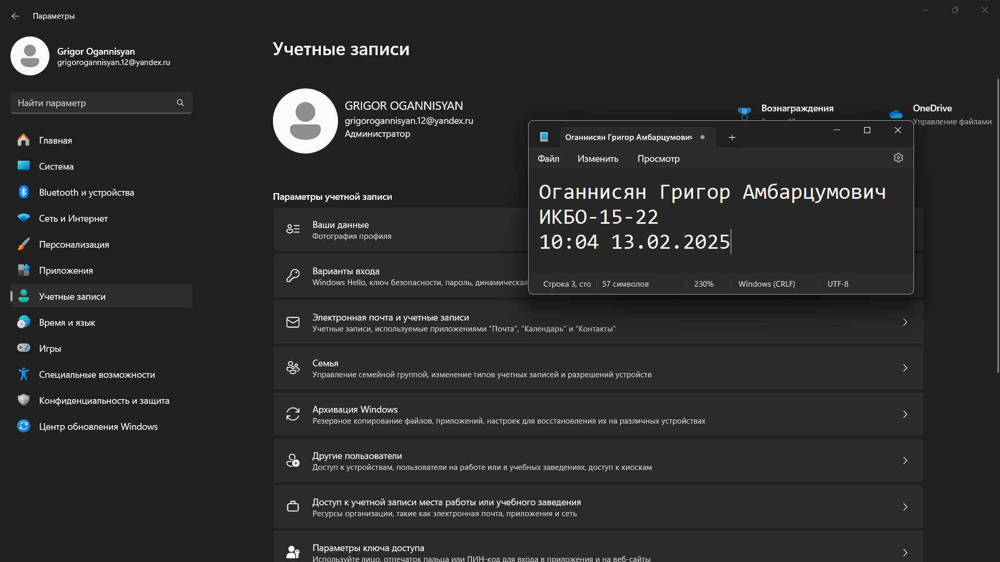 Параметры
Grigor Ogannisyan
grigorogannisyan.12@yandex.ru
Найти параметр
Главная
Система
Bluetooth и устройства
Сеть и Интернет
Персонализация
Приложения
Учетные записи
Время и язык
Игры
Специальные возможности
Конфиденциальность и защита
Центр обновления Windows
Учетные записи
GRIGOR OGANNISYAN
grigorogannisyan.12@yandex.ru
Администратор
Вознаграждения
OneDrive
Управление файлами
Параметры учетной записи
Ваши данные
Фотография профиля
Варианты входа
Windows Hello, ключ безопасности, пароль, динамическая
Электронная почта и учетные записи
Учетные записи, используемые приложениями "Почта", "Календарь" и "Контакты"
Семья
Управление семейной группой, изменение типов учетных записей и разрешений устройств
Архивация Windows
Резервное копирование файлов, приложений, настроек для восстановления их на различных устройствах
Другие пользователи
Доступ к устройствам, пользователи на работе или в учебных заведениях, доступ к киоскам
Доступ к учетной записи места работы или учебного заведения
Ресурсы организации, такие как электронная почта, приложения и сеть
Параметры ключа доступа
Используйте лицо, отпечаток пальца или ПИН-код для входа в приложения и на веб-сайты
Оганнисян Григор Амбарцумович
Файл Изменить Просмотр
Оганнисян Григор Амбарцумович
ИКБО-15-22
10:04 13.02.2025
Строка 3, сто 57 символов 230% Windows (CRLF) UTF-8